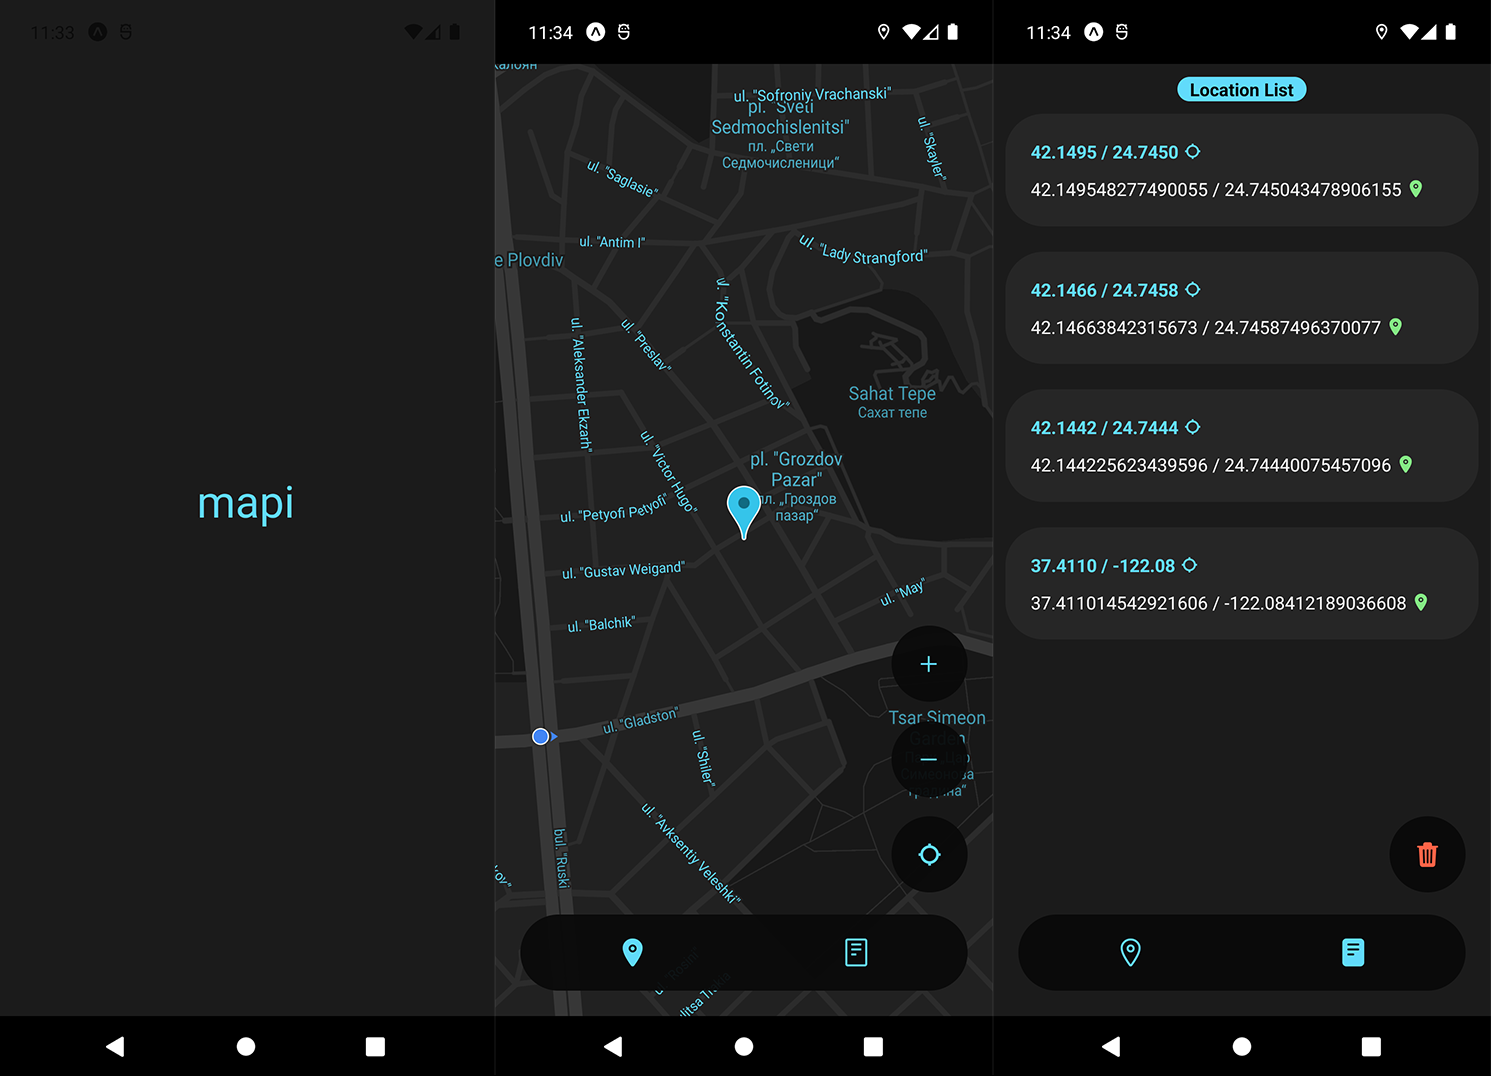 11:33
mapi
11:34
калоян
ul. "Sofroniy Vrachanski"
pl. "Sveti
Sedmochislenitsi"
пл. „Свети
Седмочисленици“
ul. "Skayler"
ul. "Saglasie"
ul. "Antim I"
ul. "Lady Strangford"
e Plovdiv
ul. "Konstantin Fotinov"
ul. "Aleksander Ekzarh"
ul. "Preslav"
Sahat Tepe
Сахат тепе
ul. "Victor Hugo"
pl. "Grozdov
Pazar"
пл. „Гроздов
пазар“
ul. "Petyofi Petyofi"
ul. "Gustav Weigand"
ul. "May"
ul. "Balchik"
+
ul. "Gladston"
Tsar Simeon
Garden
Симеонова
градина“
−
ul. "Shiler"
ul. "Avksentiy Veleshki"
bul. "Ruski
kov"
11:34
Location List
42.1495 / 24.7450
42.149548277490055 / 24.745043478906155
42.1466 / 24.7458
42.14663842315673 / 24.74587496370077
42.1442 / 24.7444
42.144225623439596 / 24.74440075457096
37.4110 / -122.08
37.411014542921606 / -122.08412189036608